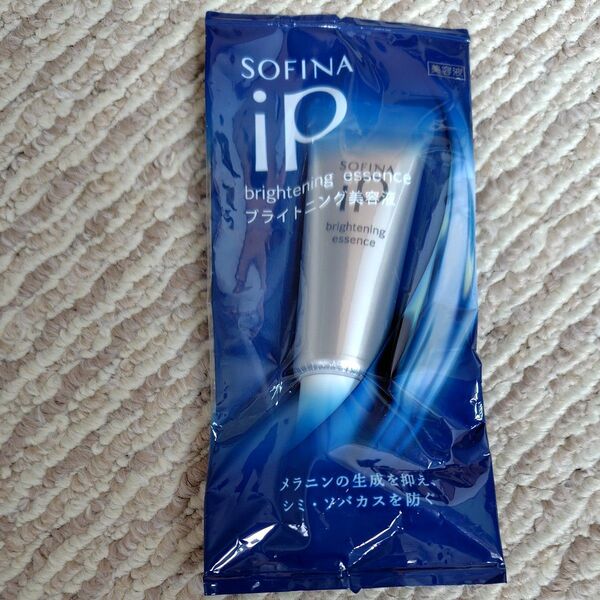 SOFINA
美容液
iP
brightening essence
ブライトニング美容液
SOFINA
iP
brightening
essence
メラニンの生成を抑え、
シミ・ソバカスを防ぐ